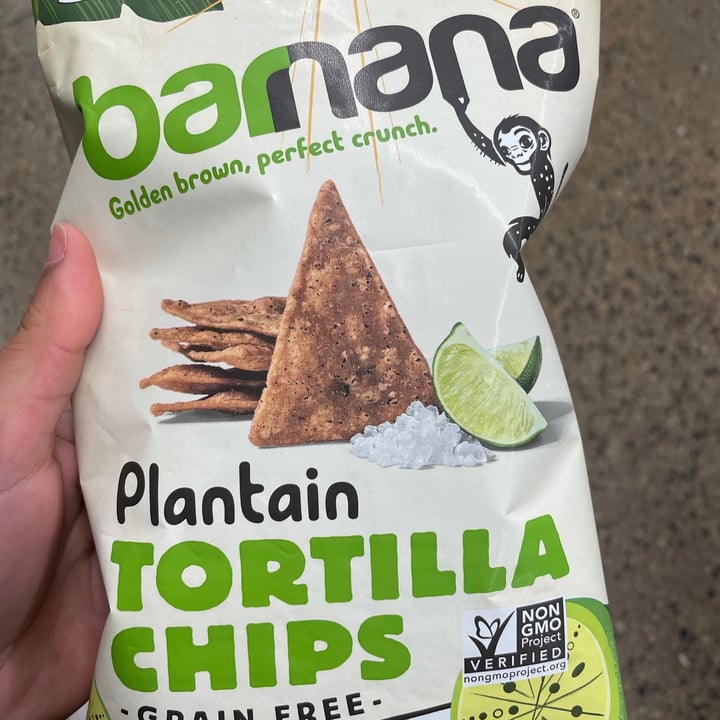 barnana®
Golden brown, perfect crunch.
Plantain
TORTILLA
CHIPS
NON
GMO
Project
VERIFIED
nongmoproject.org
-GRAIN FREE-